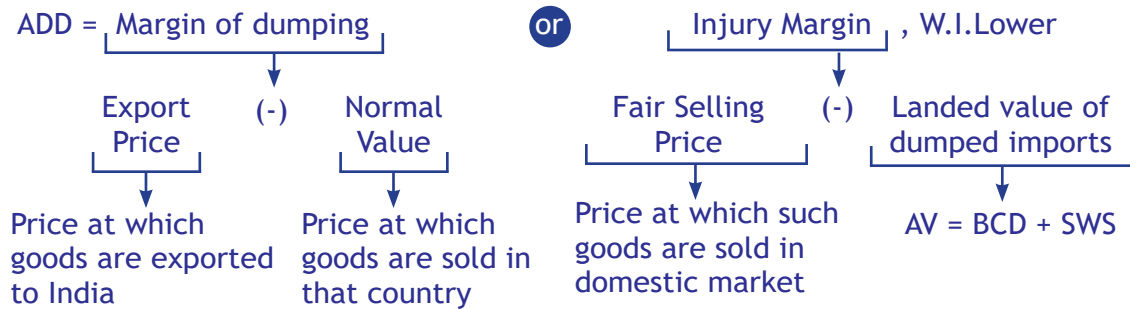 ADD = Margin of dumping or Injury Margin , W.I.Lower
Export Price (-) Normal Value Fair Selling Price (-) Landed value of dumped imports
Price at which goods are exported to India
Price at which goods are sold in that country
Price at which such goods are sold in domestic market
AV = BCD + SWS